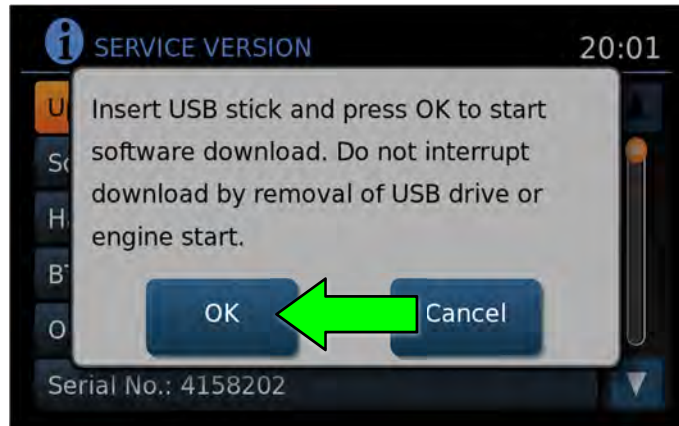 SERVICE VERSION
20:01
Insert USB stick and press OK to start
software download. Do not interrupt
download by removal of USB drive or
engine start.
OK
Cancel
Serial No.: 4158202